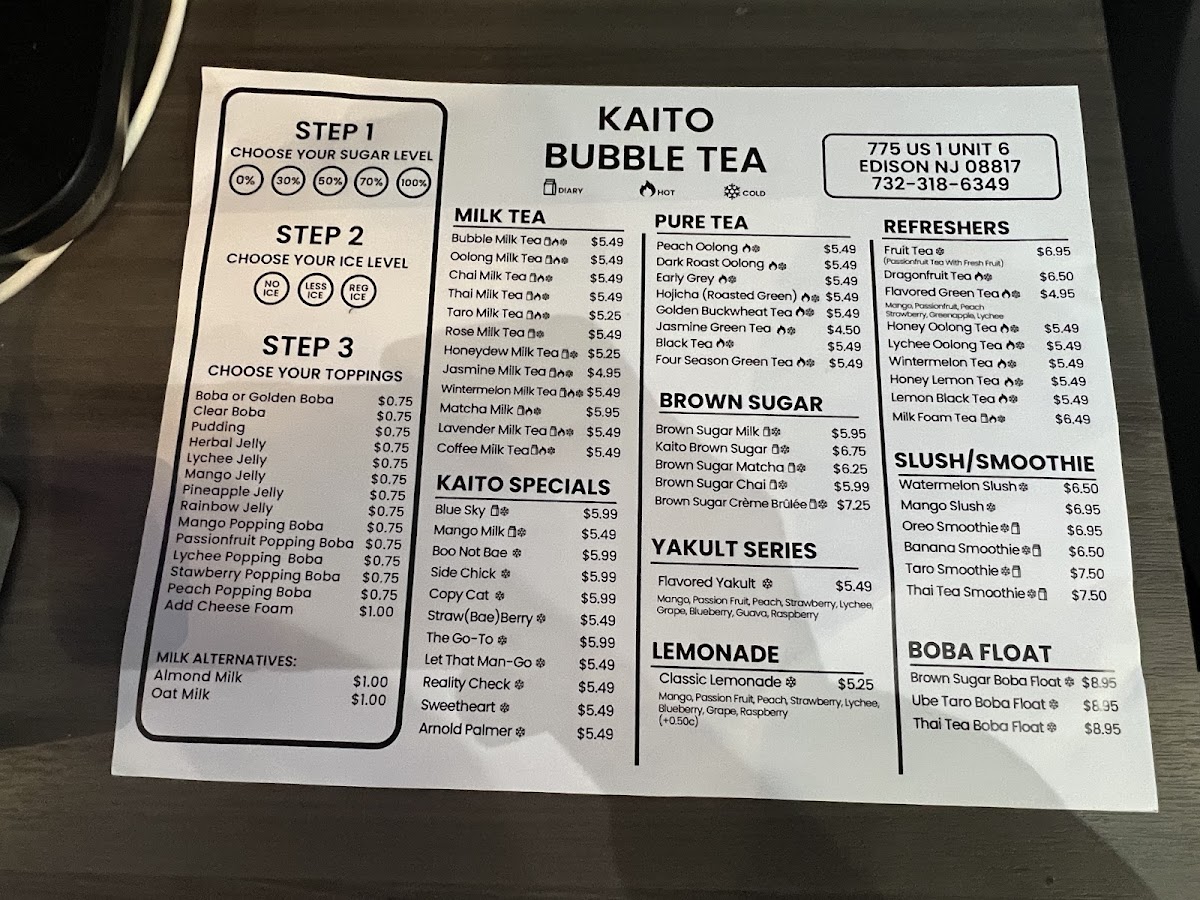 STEP 1
CHOOSE YOUR SUGAR LEVEL
0% 30% 50% 70% 100%
STEP 2
CHOOSE YOUR ICE LEVEL
NO ICE LESS ICE REG ICE
STEP 3
CHOOSE YOUR TOPPINGS
Boba or Golden Boba $0.75
Clear Boba $0.75
Pudding $0.75
Herbal Jelly $0.75
Lychee Jelly $0.75
Mango Jelly $0.75
Pineapple Jelly $0.75
Rainbow Jelly $0.75
Mango Popping Boba $0.75
Passionfruit Popping Boba $0.75
Lychee Popping Boba $0.75
Stawberry Popping Boba $0.75
Peach Popping Boba $0.75
Add Cheese Foam $1.00
MILK ALTERNATIVES:
Almond Milk $1.00
Oat Milk $1.00
KAITO
BUBBLE TEA
DIARY HOT COLD
775 US 1 UNIT 6
EDISON NJ 08817
732-318-6349
MILK TEA
Bubble Milk Tea $5.49
Oolong Milk Tea $5.49
Chai Milk Tea $5.49
Thai Milk Tea $5.49
Taro Milk Tea $5.25
Rose Milk Tea $5.49
Honeydew Milk Tea $5.25
Jasmine Milk Tea $4.95
Wintermelon Milk Tea $5.49
Matcha Milk $5.95
Lavender Milk Tea $5.49
Coffee Milk Tea $5.49
KAITO SPECIALS
Blue Sky $5.99
Mango Milk $5.49
Boo Not Bae $5.99
Side Chick $5.99
Copy Cat $5.99
Straw(Bae)Berry $5.49
The Go-To $5.99
Let That Man-Go $5.49
Reality Check $5.49
Sweetheart $5.49
Arnold Palmer $5.49
PURE TEA
Peach Oolong $5.49
Dark Roast Oolong $5.49
Early Grey $5.49
Hojicha (Roasted Green) $5.49
Golden Buckwheat Tea $5.49
Jasmine Green Tea $4.50
Black Tea $5.49
Four Season Green Tea $5.49
BROWN SUGAR
Brown Sugar Milk $5.95
Kaito Brown Sugar $6.75
Brown Sugar Matcha $6.25
Brown Sugar Chai $5.99
Brown Sugar Crème Brûlée $7.25
YAKULT SERIES
Flavored Yakult $5.49
Mango, Passion Fruit, Peach, Strawberry, Lychee,
Grape, Blueberry, Guava, Raspberry
LEMONADE
Classic Lemonade $5.25
Mango, Passion Fruit, Peach, Strawberry, Lychee,
Blueberry, Grape, Raspberry
(+0.50c)
REFRESHERS
Fruit Tea $6.95
(Passionfruit Tea With Fresh Fruit)
Dragonfruit Tea $6.50
Flavored Green Tea $4.95
Mango, Passionfruit, Peach
Strawberry, Greenapple, Lychee
Honey Oolong Tea $5.49
Lychee Oolong Tea $5.49
Wintermelon Tea $5.49
Honey Lemon Tea $5.49
Lemon Black Tea $5.49
Milk Foam Tea $6.49
SLUSH/SMOOTHIE
Watermelon Slush $6.50
Mango Slush $6.95
Oreo Smoothie $6.95
Banana Smoothie $6.50
Taro Smoothie $7.50
Thai Tea Smoothie $7.50
BOBA FLOAT
Brown Sugar Boba Float $8.95
Ube Taro Boba Float $8.95
Thai Tea Boba Float $8.95